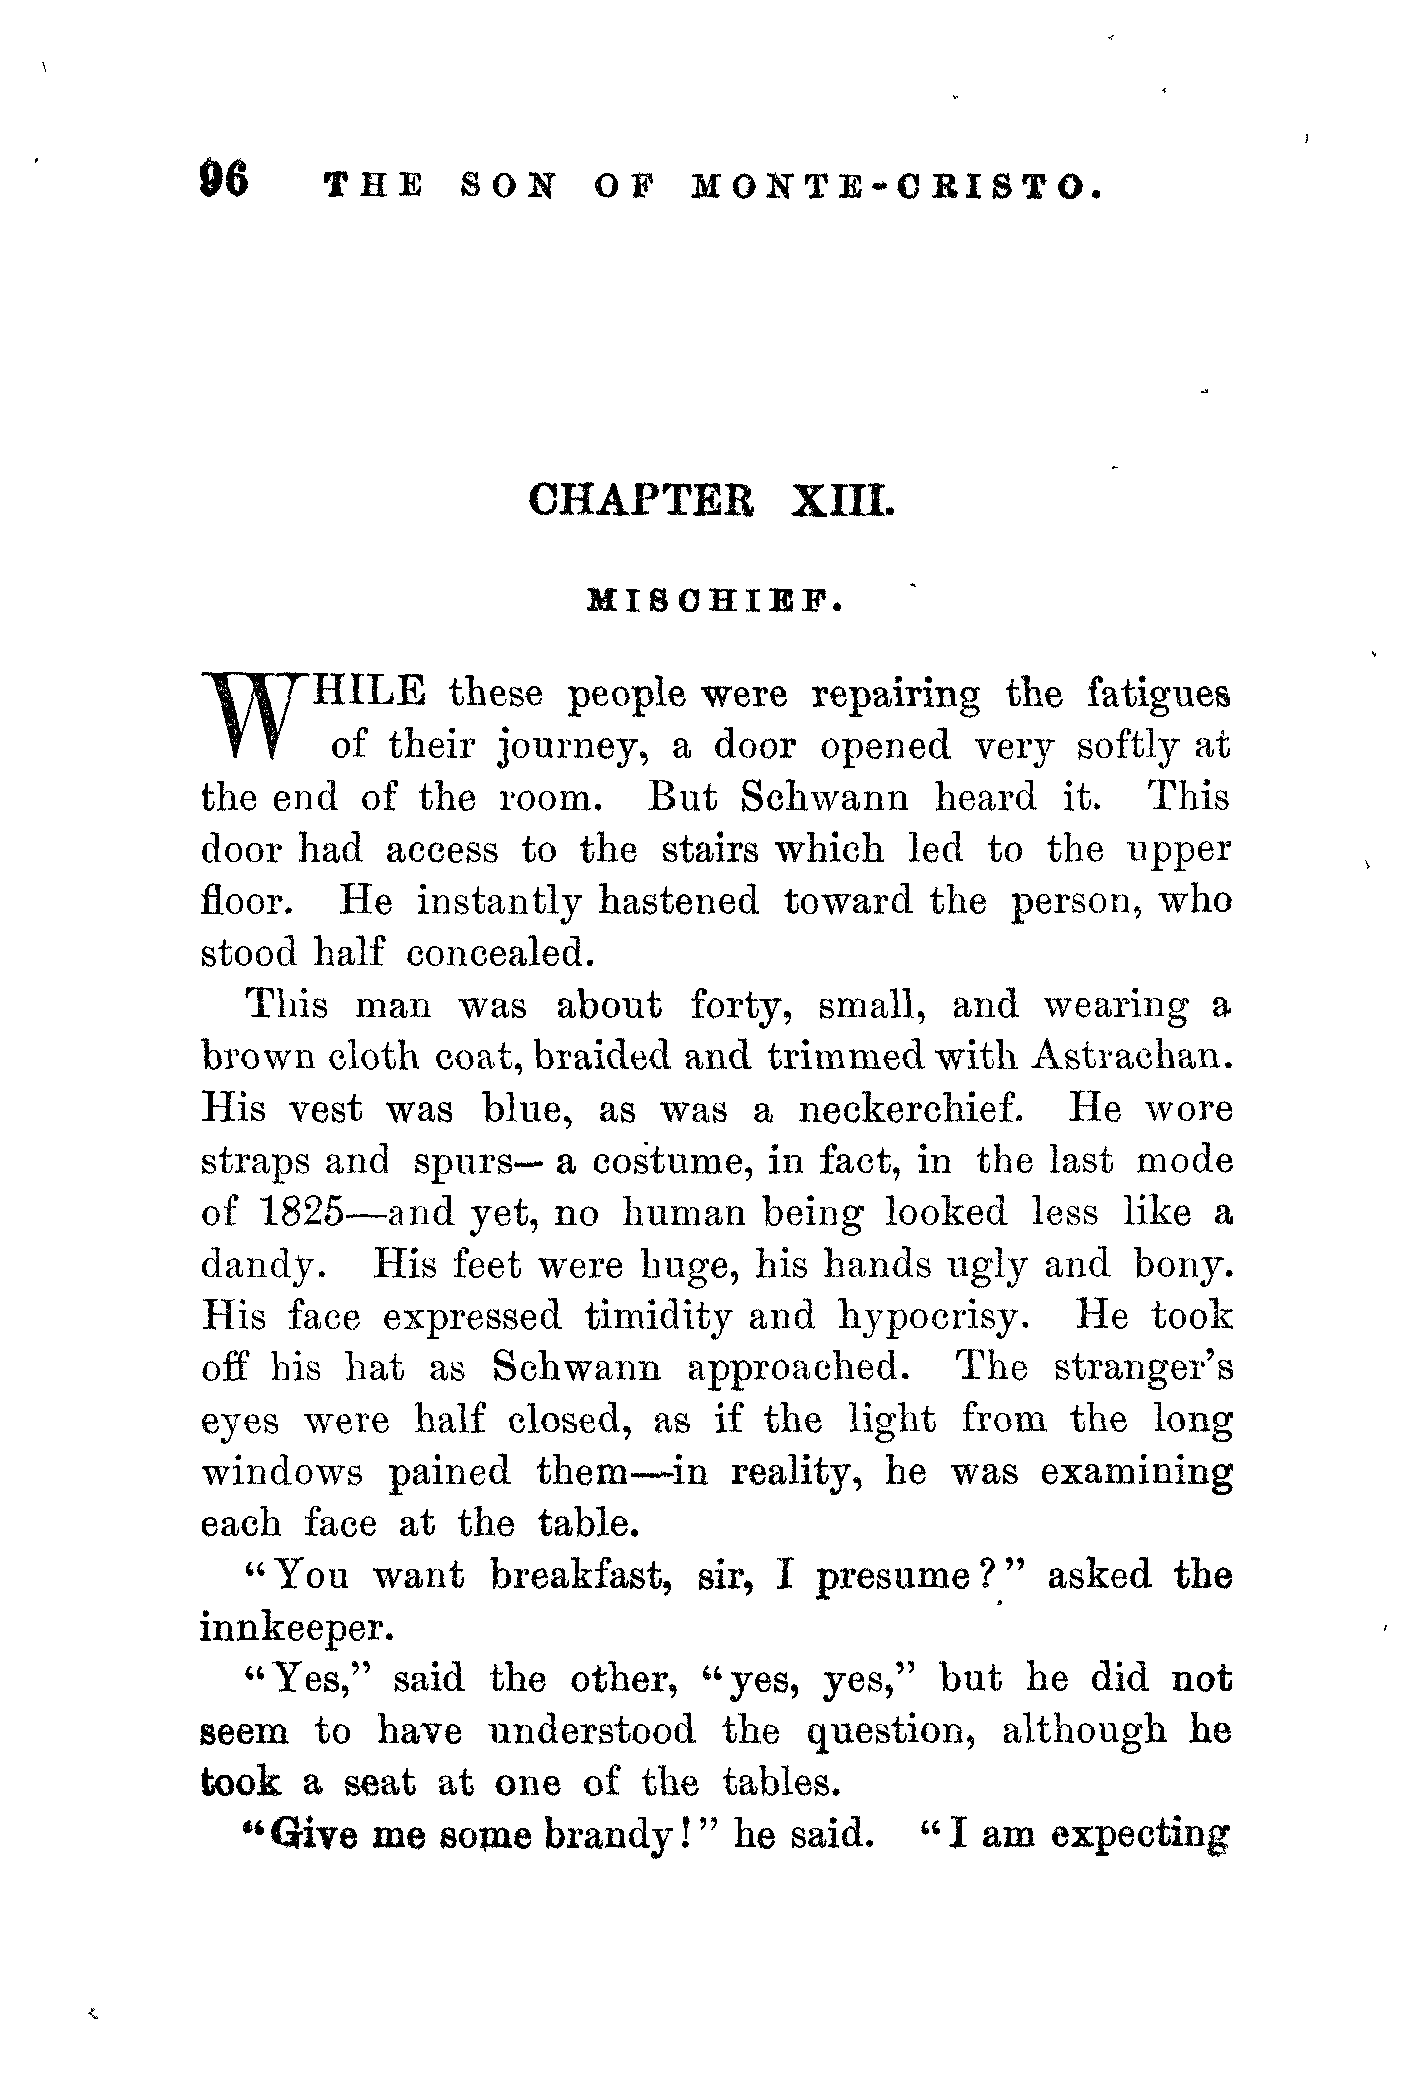 96 THE SON OF MONTE-CRISTO.
CHAPTER XIII.
MISCHIEF.
WHILE these people were repairing the fatigues
of their journey, a door opened very softly at
the end of the room. But Schwann heard it. This
door had access to the stairs which led to the upper
floor. He instantly hastened toward the person, who
stood half concealed.
This man was about forty, small, and wearing a
brown cloth coat, braided and trimmed with Astrachan.
His vest was blue, as was a neckerchief. He wore
straps and spurs— a costume, in fact, in the last mode
of 1825—and yet, no human being looked less like a
dandy. His feet were huge, his hands ugly and bony.
His face expressed timidity and hypocrisy. He took
off his hat as Schwann approached. The stranger's
eyes were half closed, as if the light from the long
windows pained them—in reality, he was examining
each face at the table.
"You want breakfast, sir, I presume?" asked the
innkeeper.
"Yes," said the other, "yes, yes," but he did not
seem to have understood the question, although he
took a seat at one of the tables.
"Give me some brandy!" he said. "I am expecting